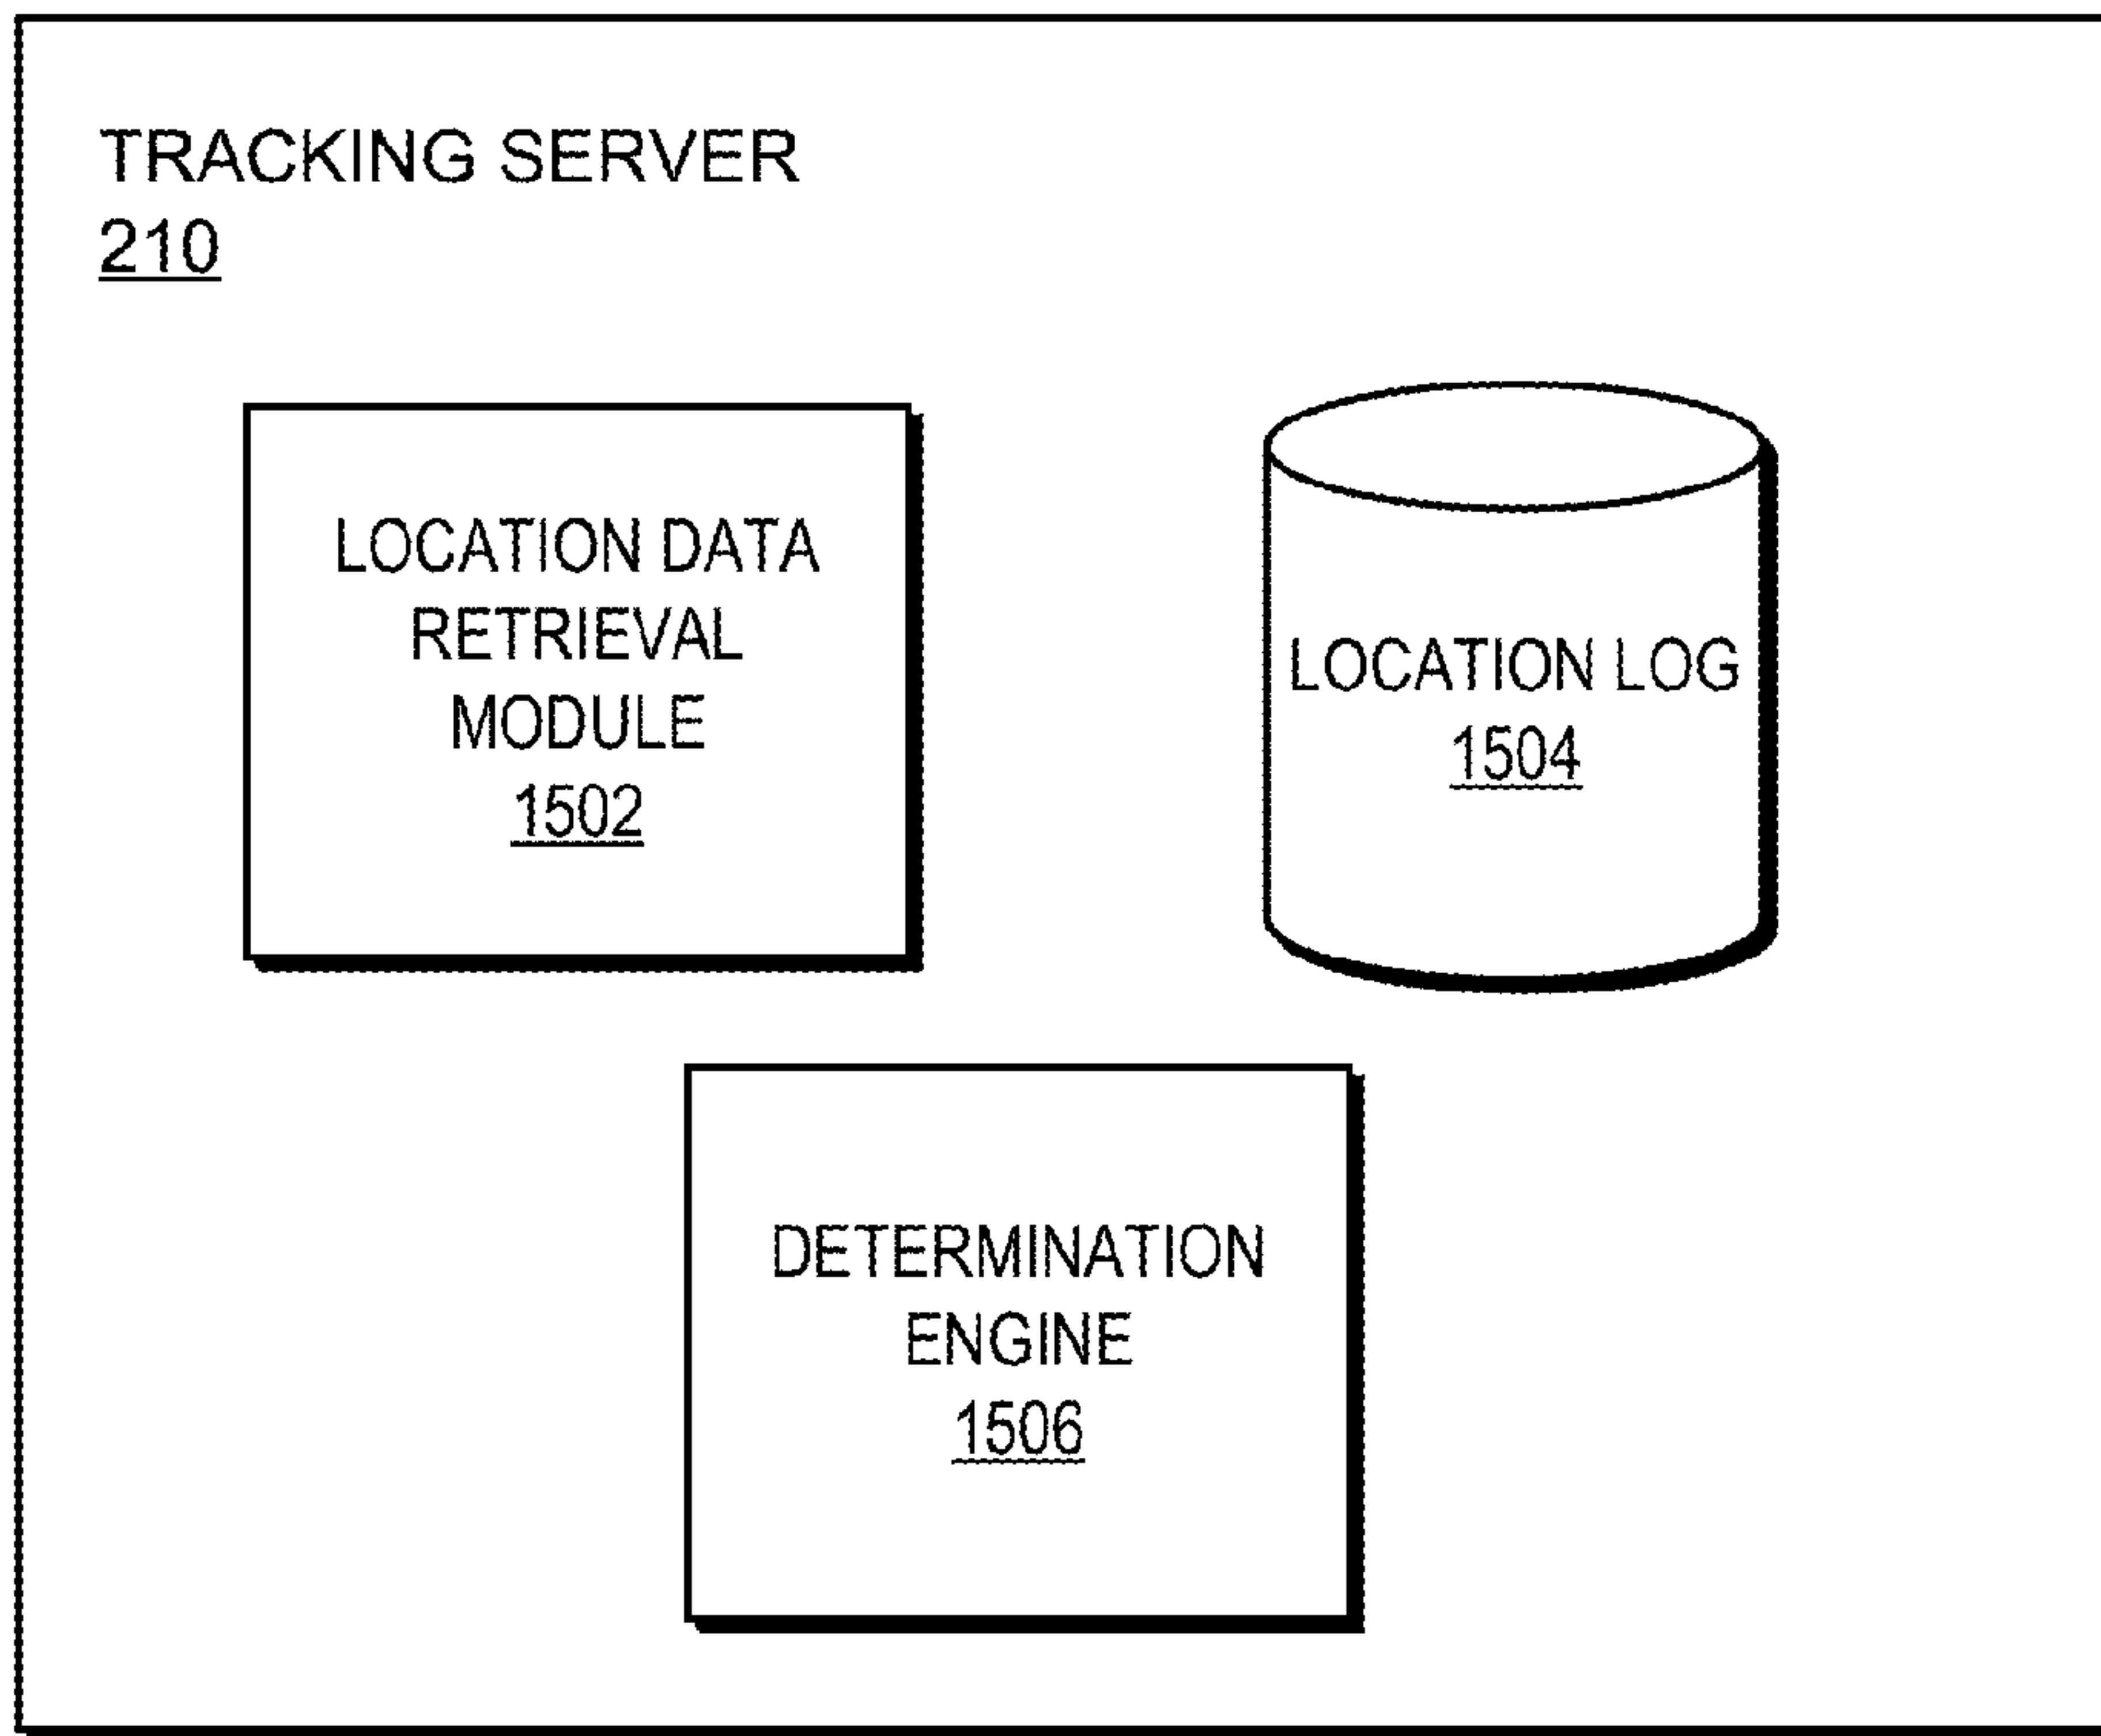 TRACKING SERVER
210
LOCATION DATA
RETRIEVAL
MODULE
1502
LOCATION LOG
1504
DETERMINATION
ENGINE
1506